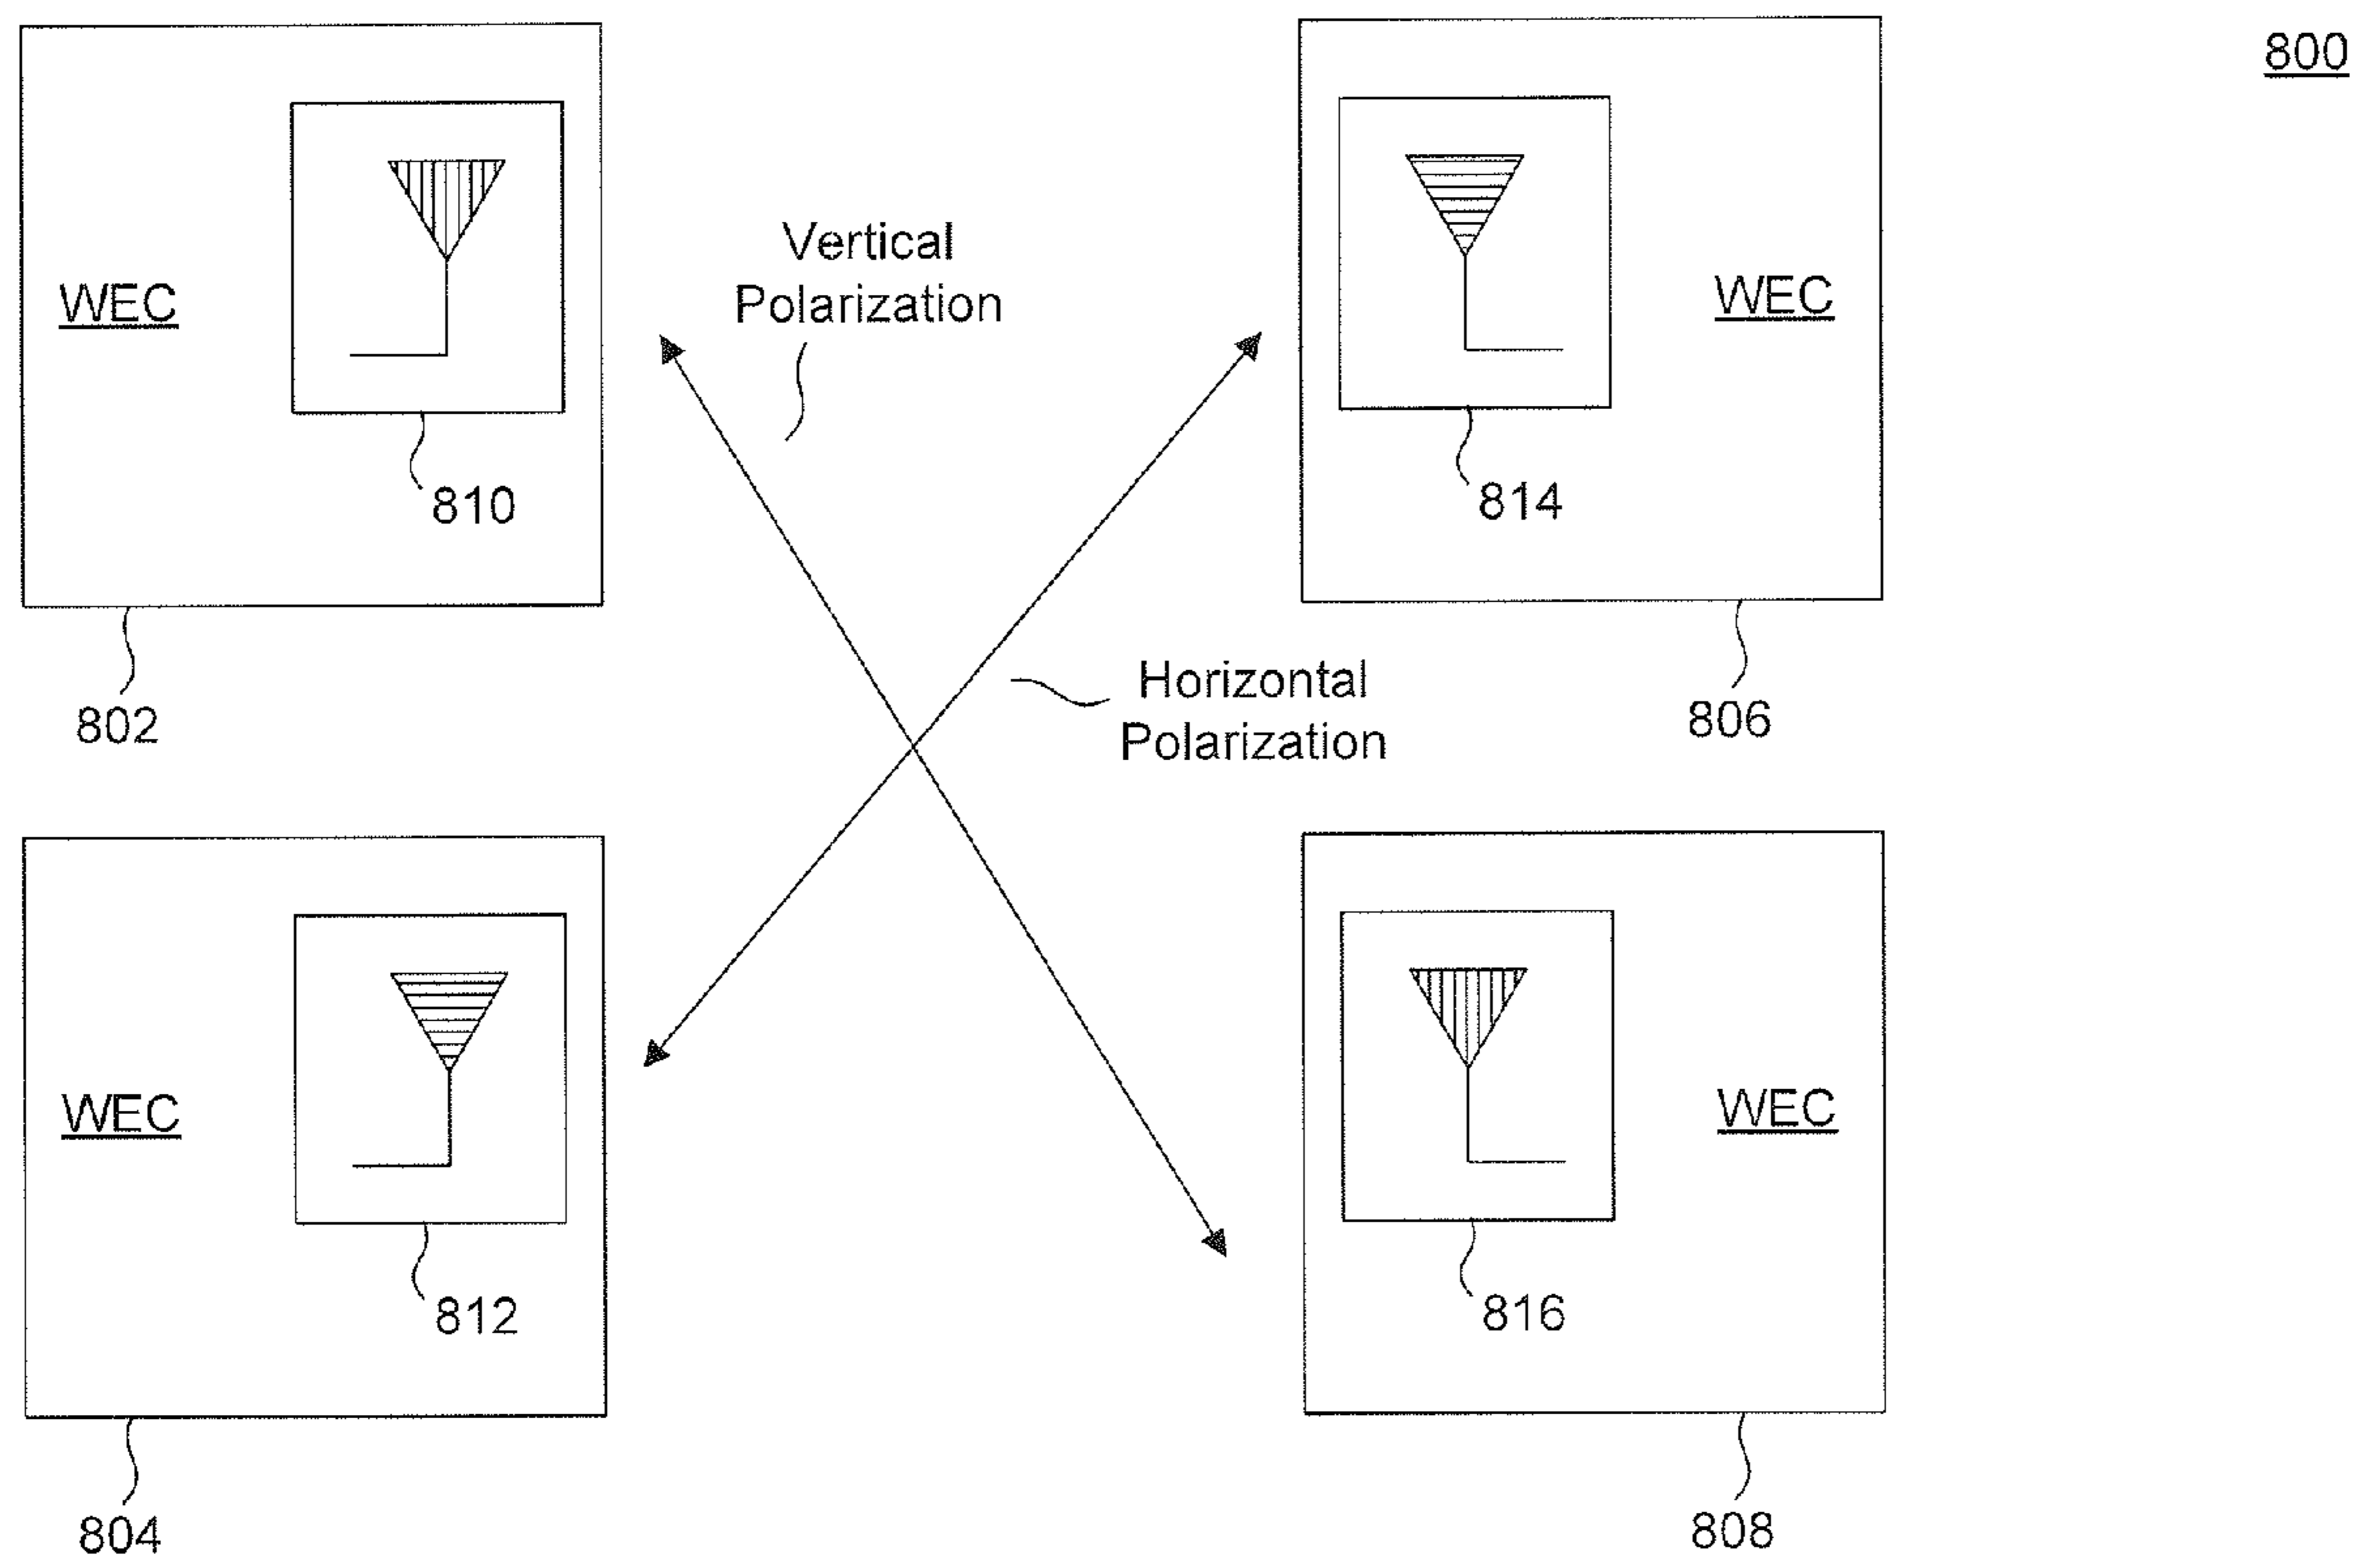 800
WEC
810
802
Vertical
Polarization
WEC
814
806
Horizontal
Polarization
WEC
812
804
WEC
816
808